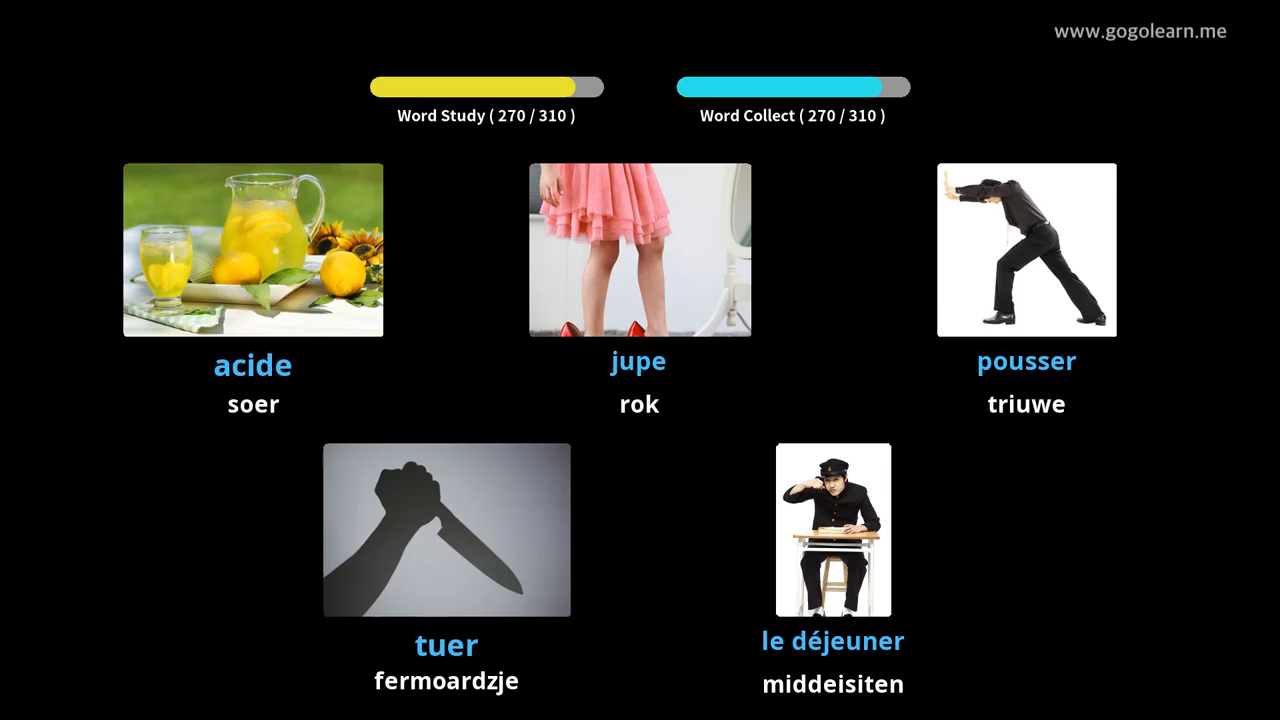 www.gogolearn.me
Word Study ( 270 / 310 )
Word Collect ( 270 / 310 )
acide
soer
jupe
rok
pousser
triuwe
tuer
fermoardzje
le déjeuner
middeisiten